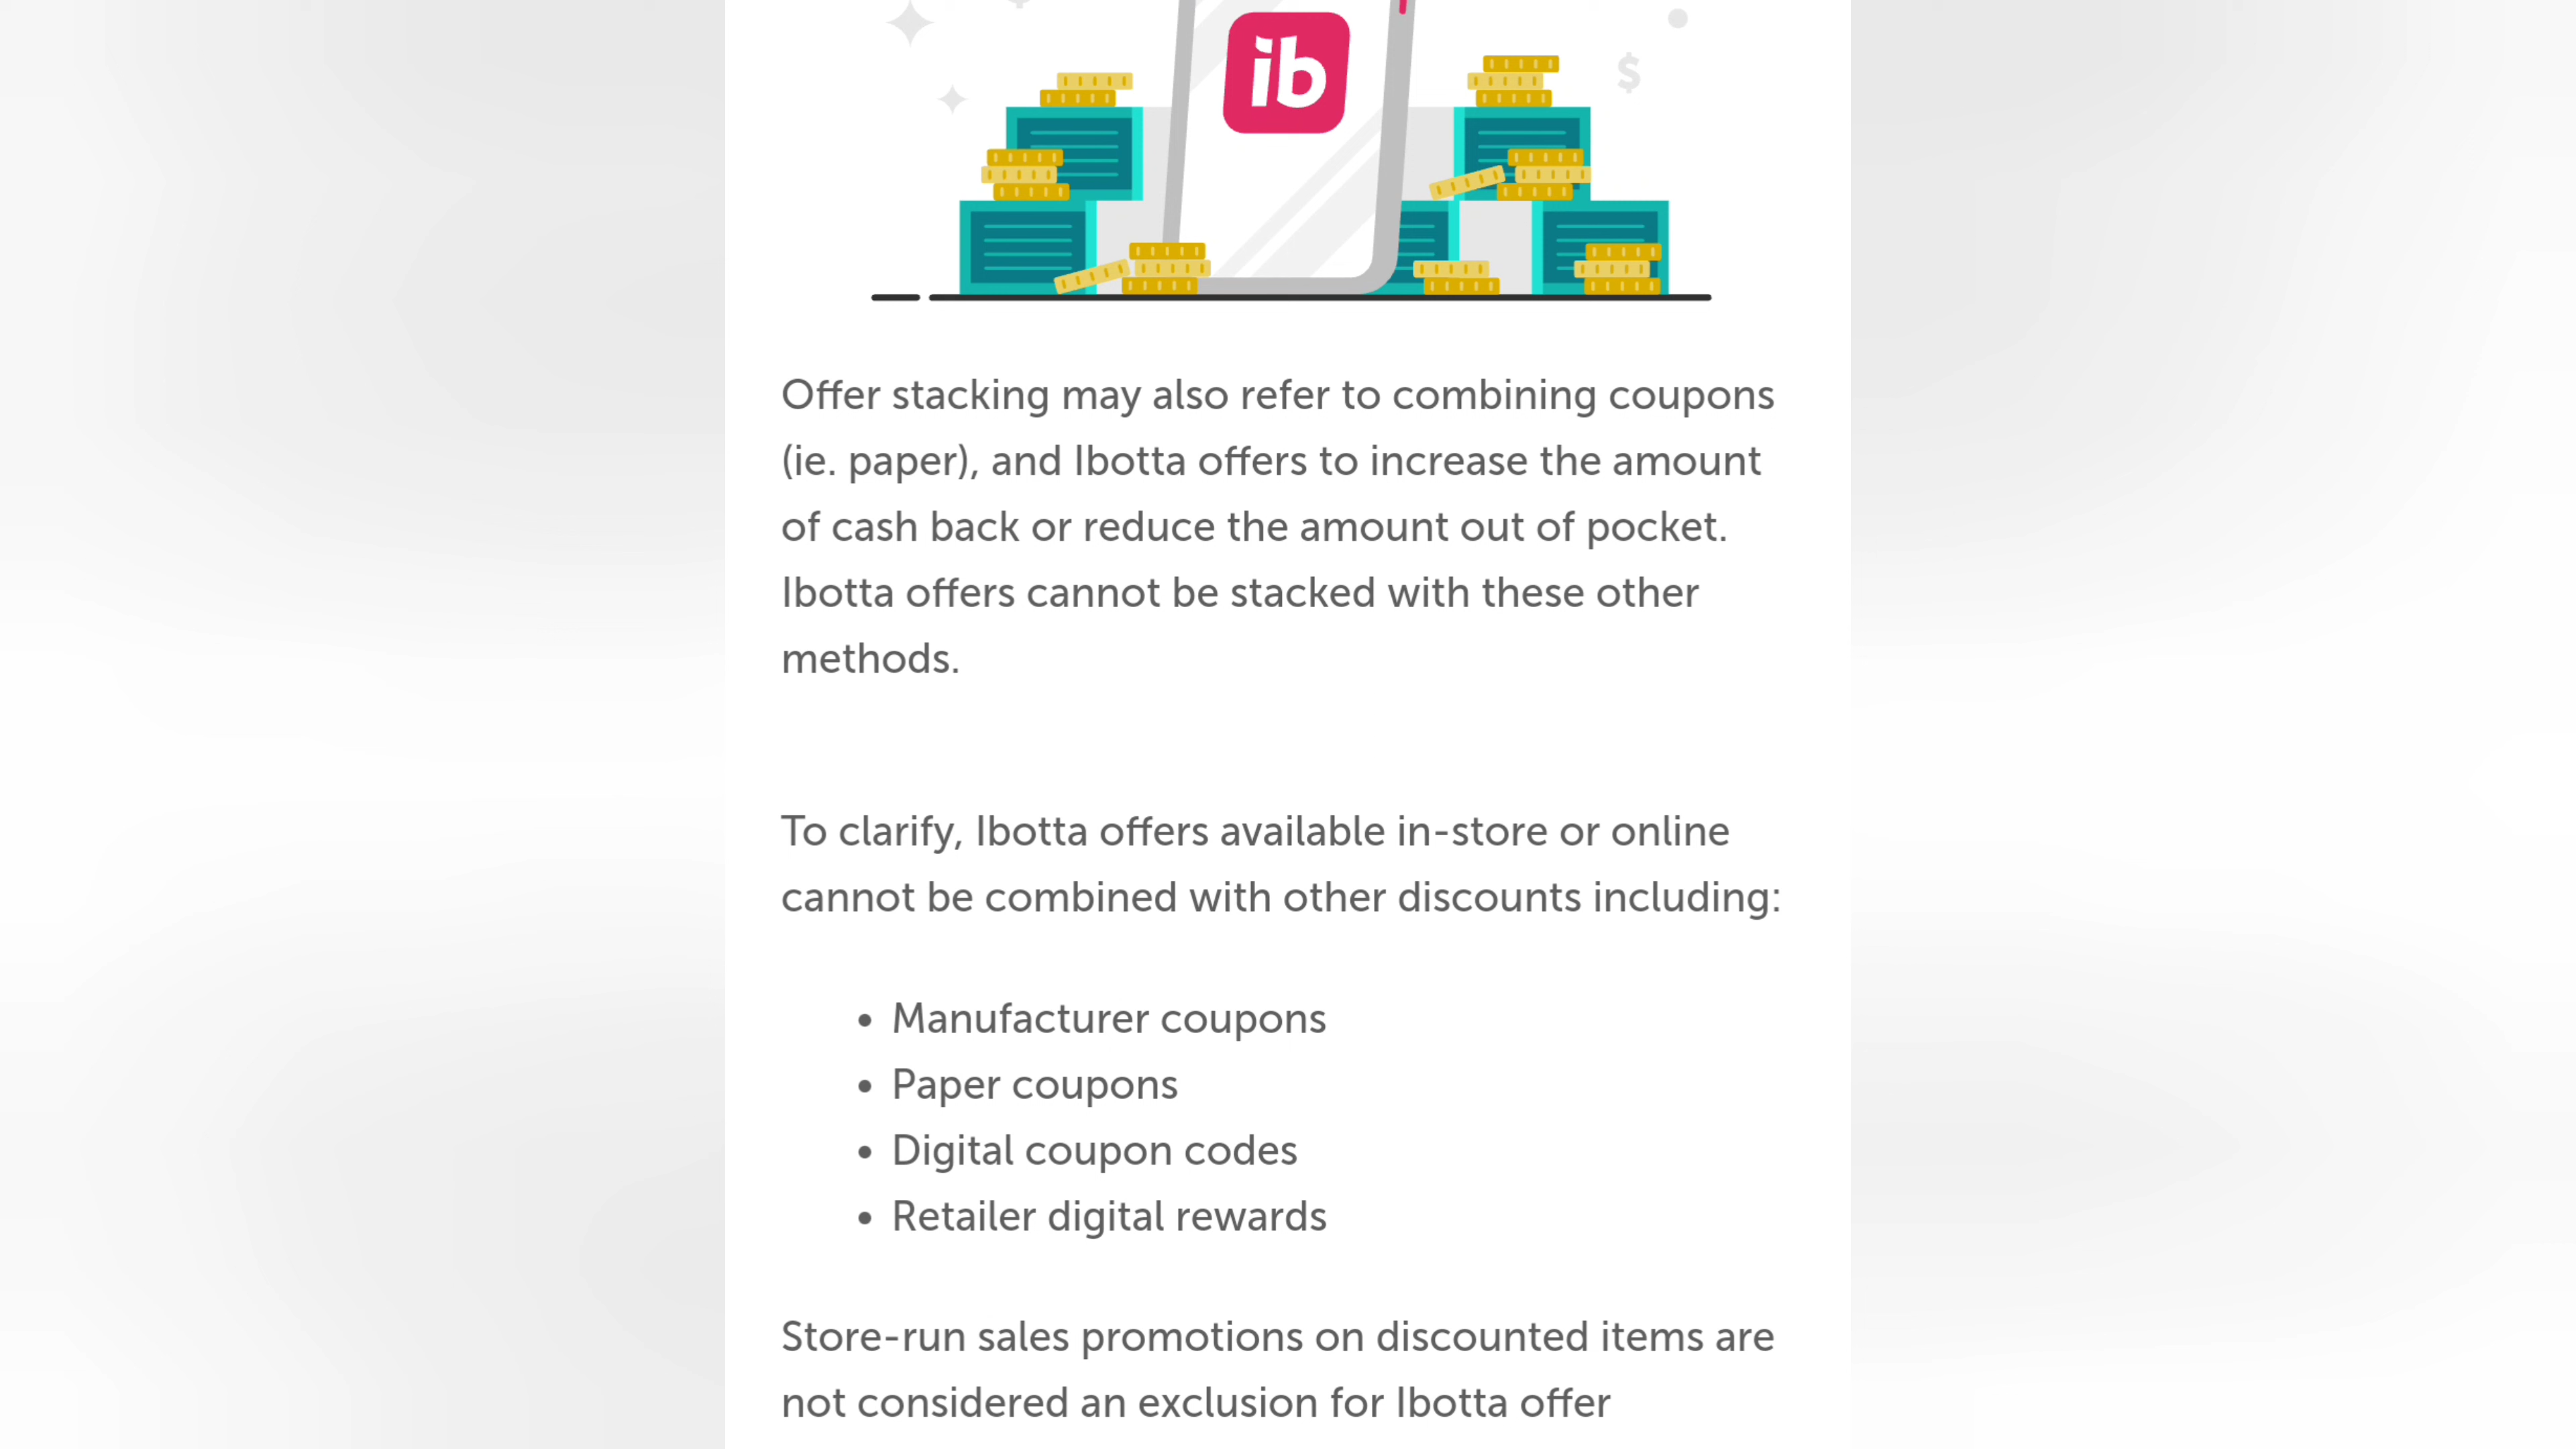 ib
$
Offer stacking may also refer to combining coupons
(ie. paper), and Ibotta offers to increase the amount
of cash back or reduce the amount out of pocket.
Ibotta offers cannot be stacked with these other
methods.
To clarify, Ibotta offers available in-store or online
cannot be combined with other discounts including:
• Manufacturer coupons
• Paper coupons
• Digital coupon codes
• Retailer digital rewards
Store-run sales promotions on discounted items are
not considered an exclusion for Ibotta offer